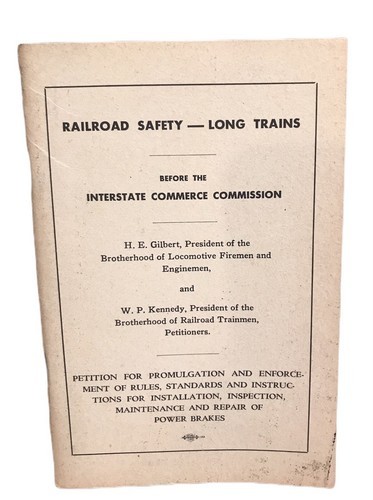 RAILROAD SAFETY — LONG TRAINS
BEFORE THE
INTERSTATE COMMERCE COMMISSION
H. E. Gilbert, President of the
Brotherhood of Locomotive Firemen and
Enginemen,
and
W. P. Kennedy, President of the
Brotherhood of Railroad Trainmen,
Petitioners.
PETITION FOR PROMULGATION AND ENFORCE-
MENT OF RULES, STANDARDS AND INSTRUC-
TIONS FOR INSTALLATION, INSPECTION,
MAINTENANCE AND REPAIR OF
POWER BRAKES